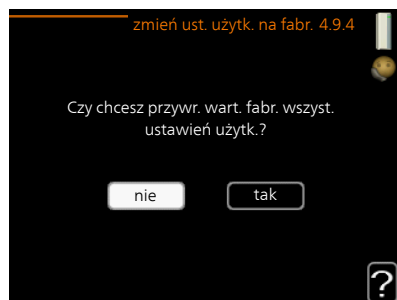 zmień ust. użytk. na fabr. 4.9.4
Czy chcesz przywr. wart. fabr. wszyst.
ustawień użytk.?
nie
tak
?